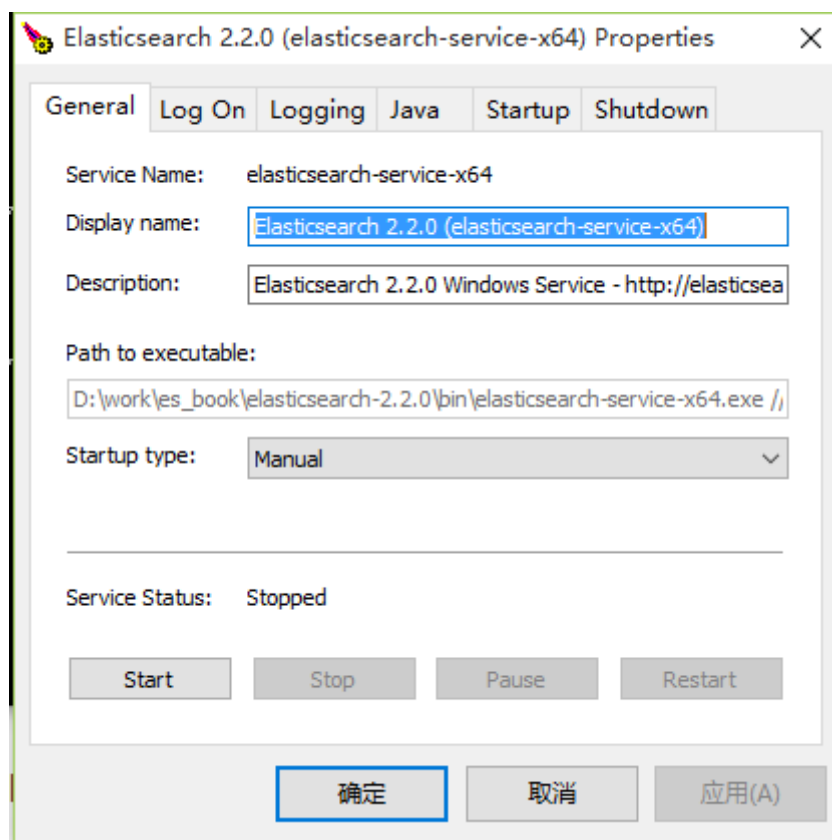 Elasticsearch 2.2.0 (elasticsearch-service-x64) Properties
General Log On Logging Java Startup Shutdown
Service Name: elasticsearch-service-x64
Display name: Elasticsearch 2.2.0 (elasticsearch-service-x64)
Description: Elasticsearch 2.2.0 Windows Service - http://elasticsea
Path to executable:
D:\work\es_book\elasticsearch-2.2.0\bin\elasticsearch-service-x64.exe //
Startup type: Manual
Service Status: Stopped
Start Stop Pause Restart
确定 取消 应用(A)